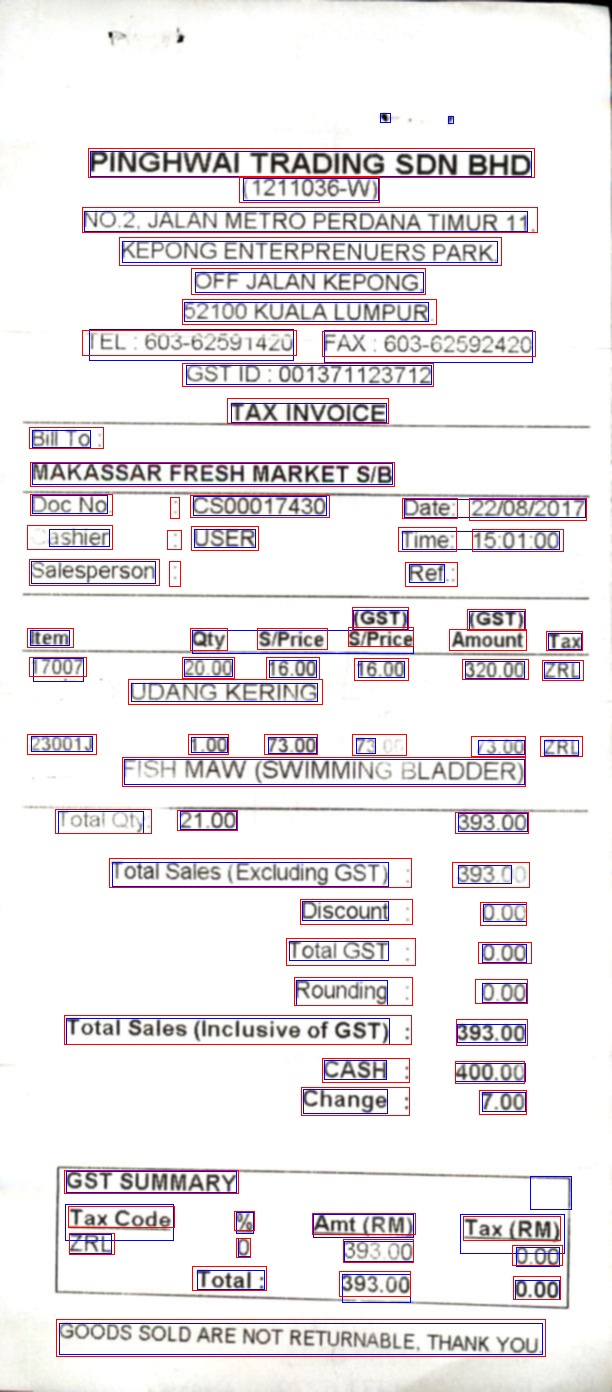 PINGHWAI TRADING SDN BHD
(1211036-W)
NO.2, JALAN METRO PERDANA TIMUR 11,
KEPONG ENTERPRENUERS PARK,
OFF JALAN KEPONG,
52100 KUALA LUMPUR.
TEL : 603-62591420 FAX : 603-62592420
GST ID : 001371123712
TAX INVOICE
Bill To :
MAKASSAR FRESH MARKET S/B
Doc No : CS00017430 Date: 22/08/2017
Cashier : USER Time: 15:01:00
Salesperson : Ref :
(GST) (GST)
Item Qty S/Price S/Price Amount Tax
17007 20.00 16.00 16.00 320.00 ZRL
UDANG KERING
23001J 1.00 73.00 73.00 73.00 ZRL
FISH MAW (SWIMMING BLADDER)
Total Qty: 21.00 393.00
Total Sales (Excluding GST) : 393.00
Discount : 0.00
Total GST : 0.00
Rounding : 0.00
Total Sales (Inclusive of GST) : 393.00
CASH : 400.00
Change : 7.00
GST SUMMARY
Tax Code % Amt (RM) Tax (RM)
ZRL 0 393.00 0.00
Total : 393.00 0.00
GOODS SOLD ARE NOT RETURNABLE, THANK YOU.